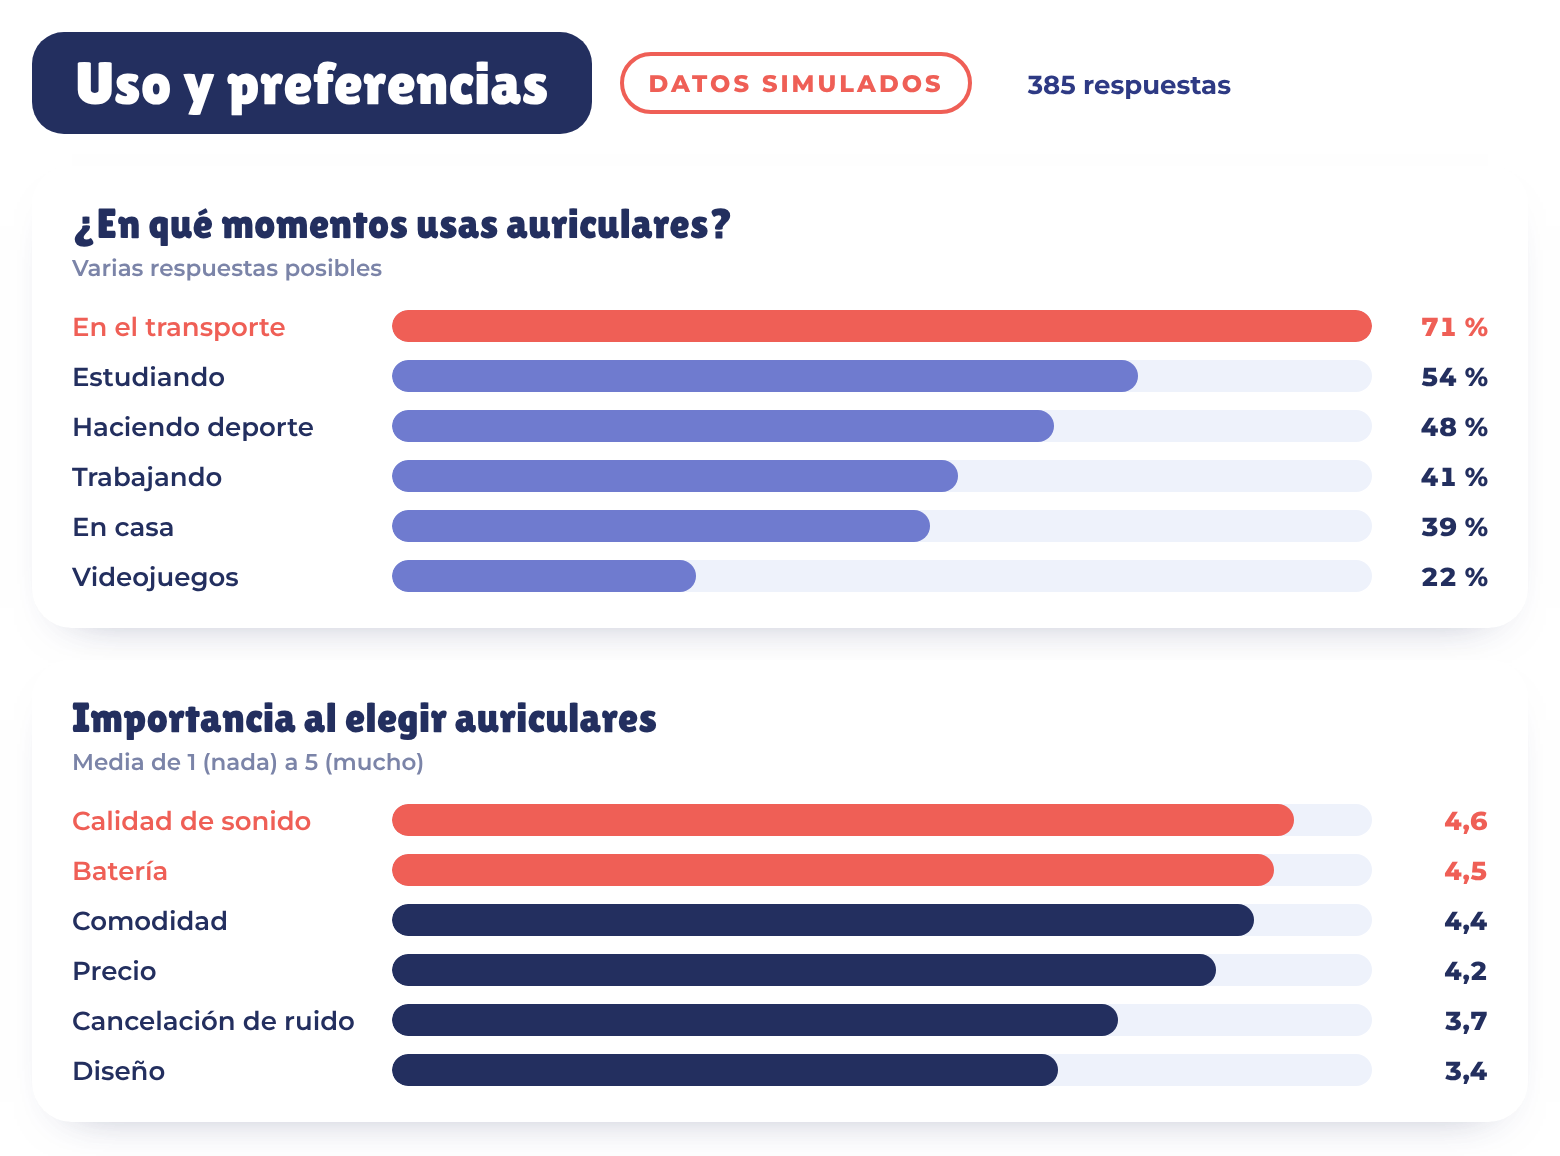 Uso y preferencias
DATOS SIMULADOS
385 respuestas
¿En qué momentos usas auriculares?
Varias respuestas posibles
En el transporte 71 %
Estudiando 54 %
Haciendo deporte 48 %
Trabajando 41 %
En casa 39 %
Videojuegos 22 %
Importancia al elegir auriculares
Media de 1 (nada) a 5 (mucho)
Calidad de sonido 4,6
Batería 4,5
Comodidad 4,4
Precio 4,2
Cancelación de ruido 3,7
Diseño 3,4